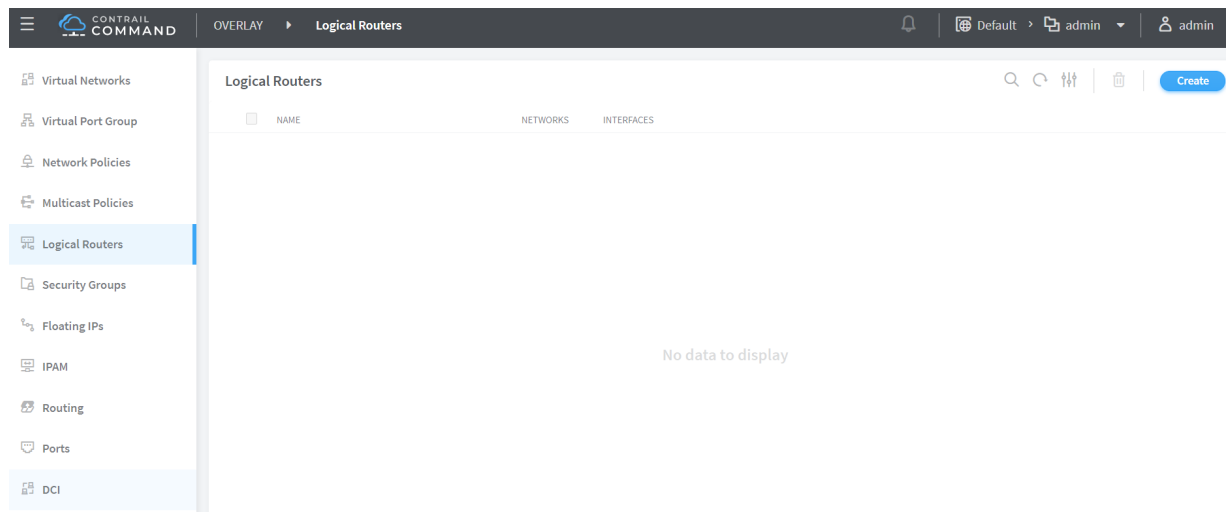 CONTRAIL
COMMAND
OVERLAY
Logical Routers
Default
admin
admin
Virtual Networks
Virtual Port Group
Network Policies
Multicast Policies
Logical Routers
Security Groups
Floating IPs
IPAM
Routing
Ports
DCI
Logical Routers
Create
NAME NETWORKS INTERFACES
No data to display